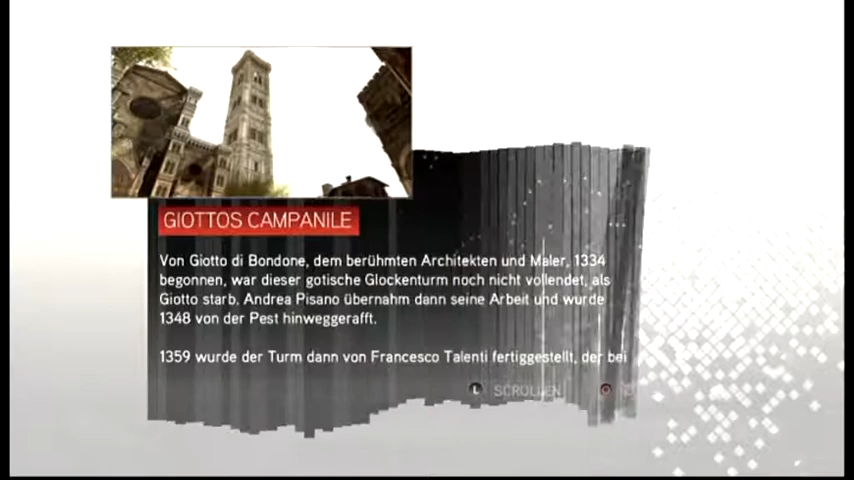 GIOTTOS CAMPANILE
Von Giotto di Bondone, dem berühmten Architekten und Maler, 1334
begonnen, war dieser gotische Glockenturm noch nicht vollendet, als
Giotto starb. Andrea Pisano übernahm dann seine Arbeit und wurde
1348 von der Pest hinweggerafft.
1359 wurde der Turm dann von Francesco Talenti fertiggestellt, der bei
L SCROLLEN